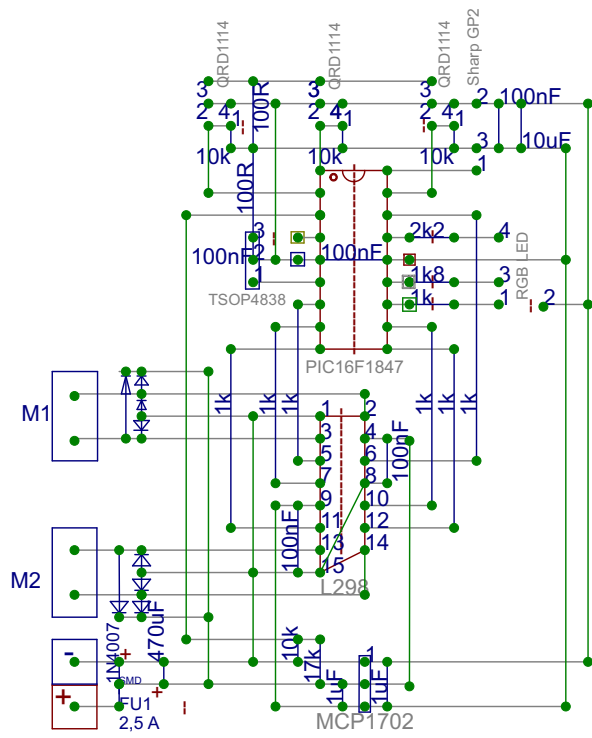 QRD1114
QRD1114
QRD1114
Sharp GP2
3
3
3
100R
2
4
1
2
4
1
2
4
1
2
100nF
10uF
10k
10k
10k
3
1
100R
3
2
1
100nF
100nF
TSOP4838
2k2
4
1k8
3
1k
1
2
RGB LED
PIC16F1847
1k
1k
1k
1k
1k
1k
M1
1
2
3
4
5
6
7
8
9
10
11
12
13
14
15
100nF
100nF
L298
M2
1N4007
470uF
-
+
+
SMD
+
FU1
2,5 A
10k
17k
1uF
1
1uF
MCP1702